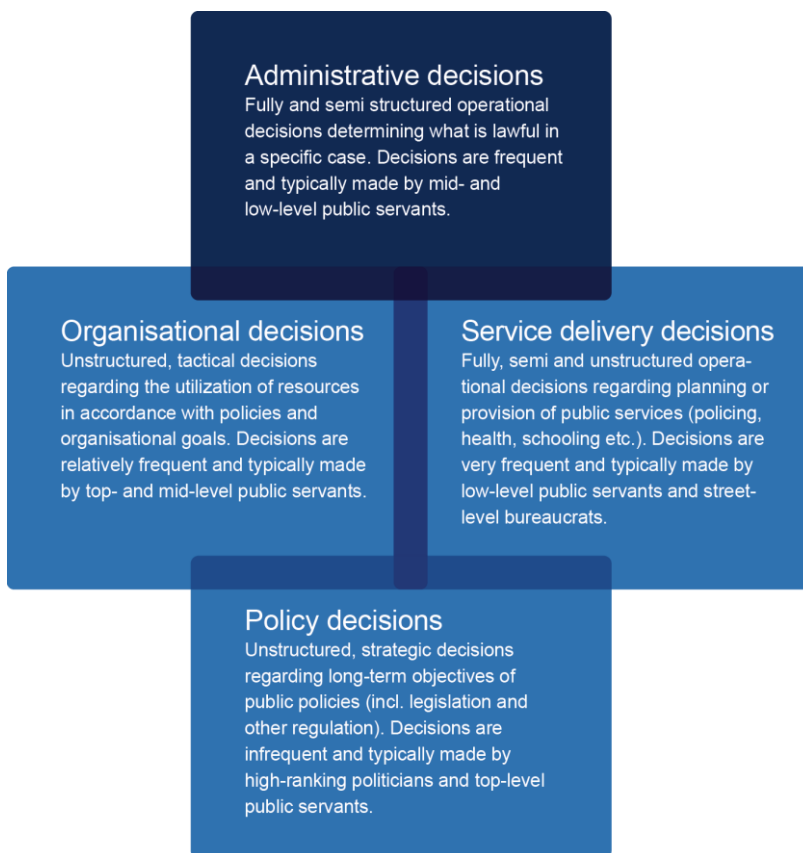 Administrative decisions
Fully and semi structured operational
decisions determining what is lawful in
a specific case. Decisions are frequent
and typically made by mid- and
low-level public servants.
Organisational decisions
Unstructured, tactical decisions
regarding the utilization of resources
in accordance with policies and
organisational goals. Decisions are
relatively frequent and typically made
by top- and mid-level public servants.
Service delivery decisions
Fully, semi and unstructured opera-
tional decisions regarding planning or
provision of public services (policing,
health, schooling etc.). Decisions are
very frequent and typically made by
low-level public servants and street-
level bureaucrats.
Policy decisions
Unstructured, strategic decisions
regarding long-term objectives of
public policies (incl. legislation and
other regulation). Decisions are
infrequent and typically made by
high-ranking politicians and top-level
public servants.